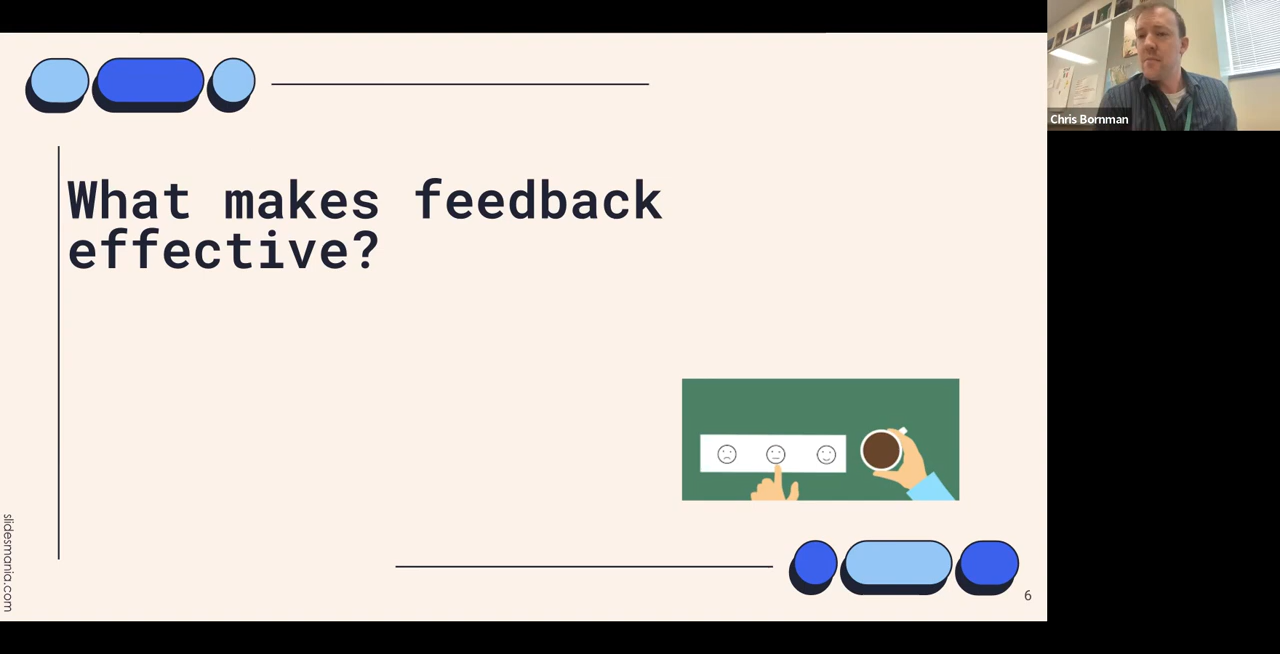 What makes feedback
effective?
slidesmania.com
6
Chris Bornman